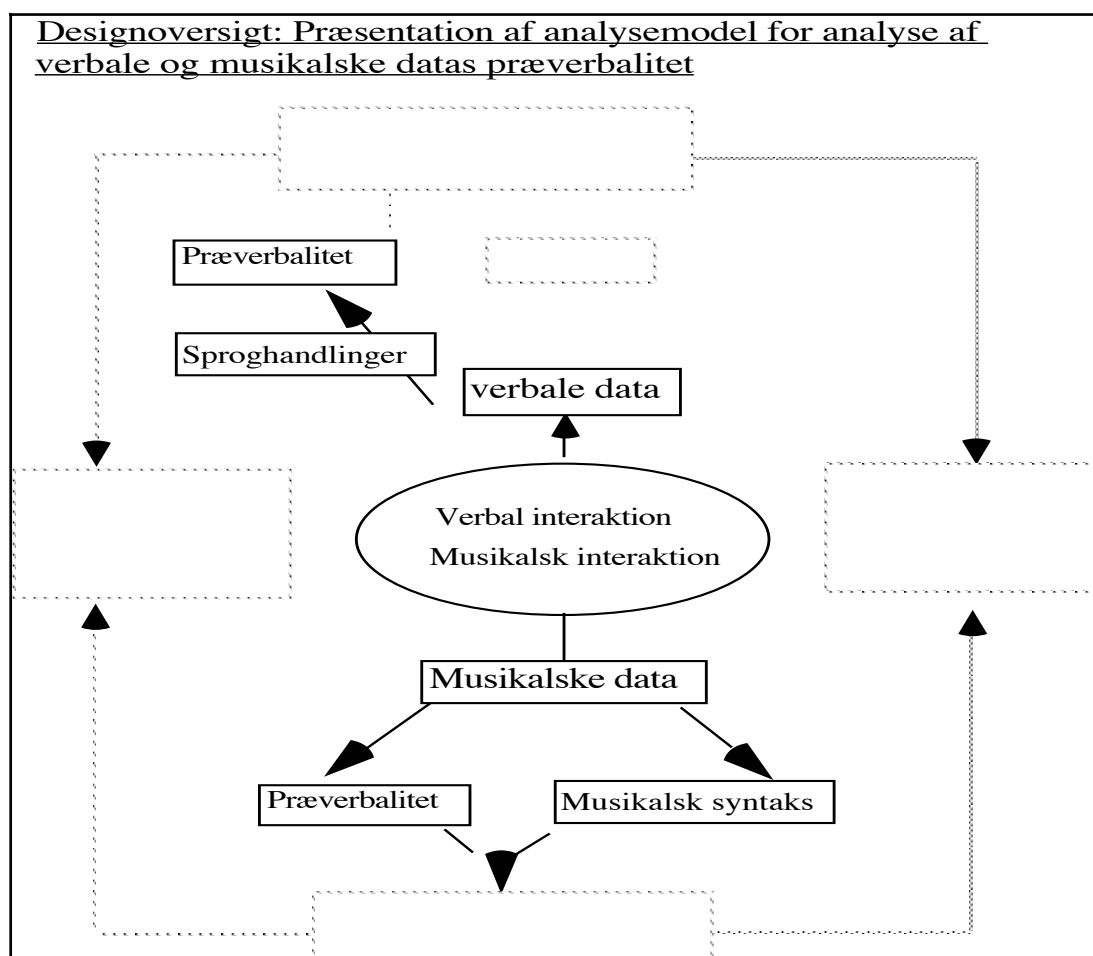 Designoversigt: Præsentation af analysemodel for analyse af
verbale og musikalske datas præverbalitet
Præverbalitet
Sproghandlinger
verbale data
Verbal interaktion
Musikalsk interaktion
Musikalske data
Præverbalitet
Musikalsk syntaks